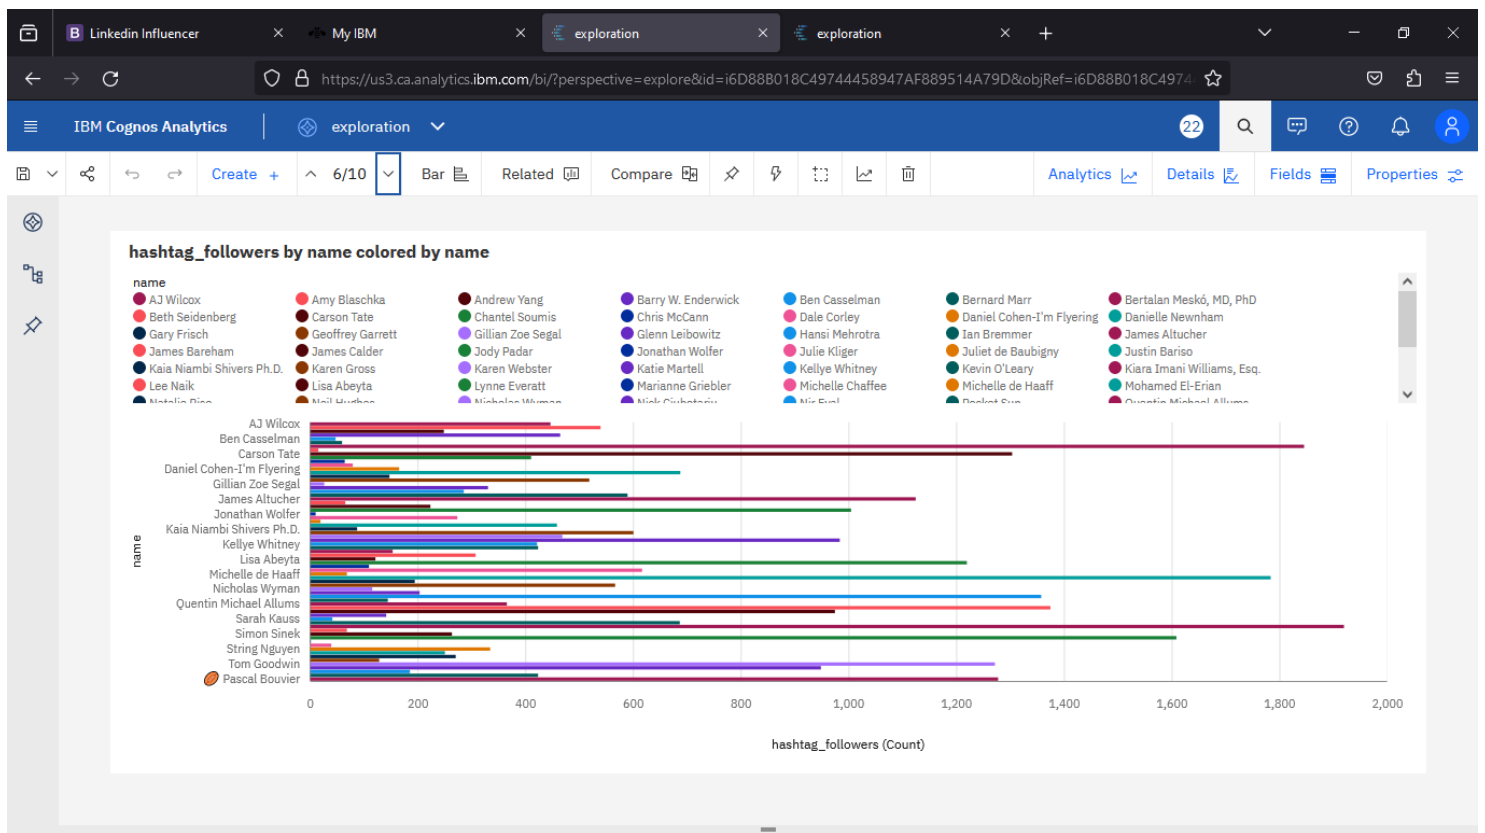 Linkedin Influencer My IBM exploration exploration
https://us3.ca.analytics.ibm.com/bi/?perspective=explore&id=i6D88B018C49744458947AF889514A79D&objRef=i6D88B018C4974
IBM Cognos Analytics exploration 22
Create + 6/10 Bar Related Compare Analytics Details Fields Properties
hashtag_followers by name colored by name
name
AJ Wilcox Amy Blaschka Andrew Yang Barry W. Enderwick Ben Casselman Bernard Marr Bertalan Meskó, MD, PhD
Beth Seidenberg Carson Tate Chantel Soumis Chris McCann Dale Corley Daniel Cohen-I'm Flyering Danielle Newnham
Gary Frisch Geoffrey Garrett Gillian Zoe Segal Glenn Leibowitz Hansi Mehrotra Ian Bremmer James Altucher
James Bareham James Calder Jody Padar Jonathan Wolfer Julie Kliger Juliet de Baubigny Justin Bariso
Kaia Niambi Shivers Ph.D. Karen Gross Karen Webster Katie Martell Kellye Whitney Kevin O'Leary Kiara Imani Williams, Esq.
Lee Naik Lisa Abeyta Lynne Everatt Marianne Griebler Michelle Chaffee Michelle de Haaff Mohamed El-Erian
Neil Hughes Nicholas Wyman Nir Eyal Quentin Michael Allums
AJ Wilcox
Ben Casselman
Carson Tate
Daniel Cohen-I'm Flyering
Gillian Zoe Segal
James Altucher
Jonathan Wolfer
Kaia Niambi Shivers Ph.D.
Kellye Whitney
Lisa Abeyta
Michelle de Haaff
Nicholas Wyman
Quentin Michael Allums
Sarah Kauss
Simon Sinek
String Nguyen
Tom Goodwin
Pascal Bouvier
name
0 200 400 600 800 1,000 1,200 1,400 1,600 1,800 2,000
hashtag_followers (Count)